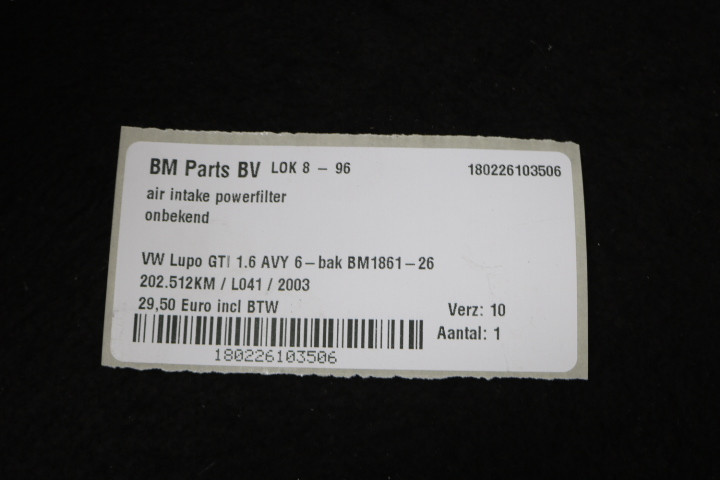 BM Parts BV LOK 8 - 96 180226103506
air intake powerfilter
onbekend
VW Lupo GTI 1.6 AVY 6-bak BM1861-26
202.512KM / L041 / 2003
29,50 Euro incl BTW Verz: 10
Aantal: 1
180226103506